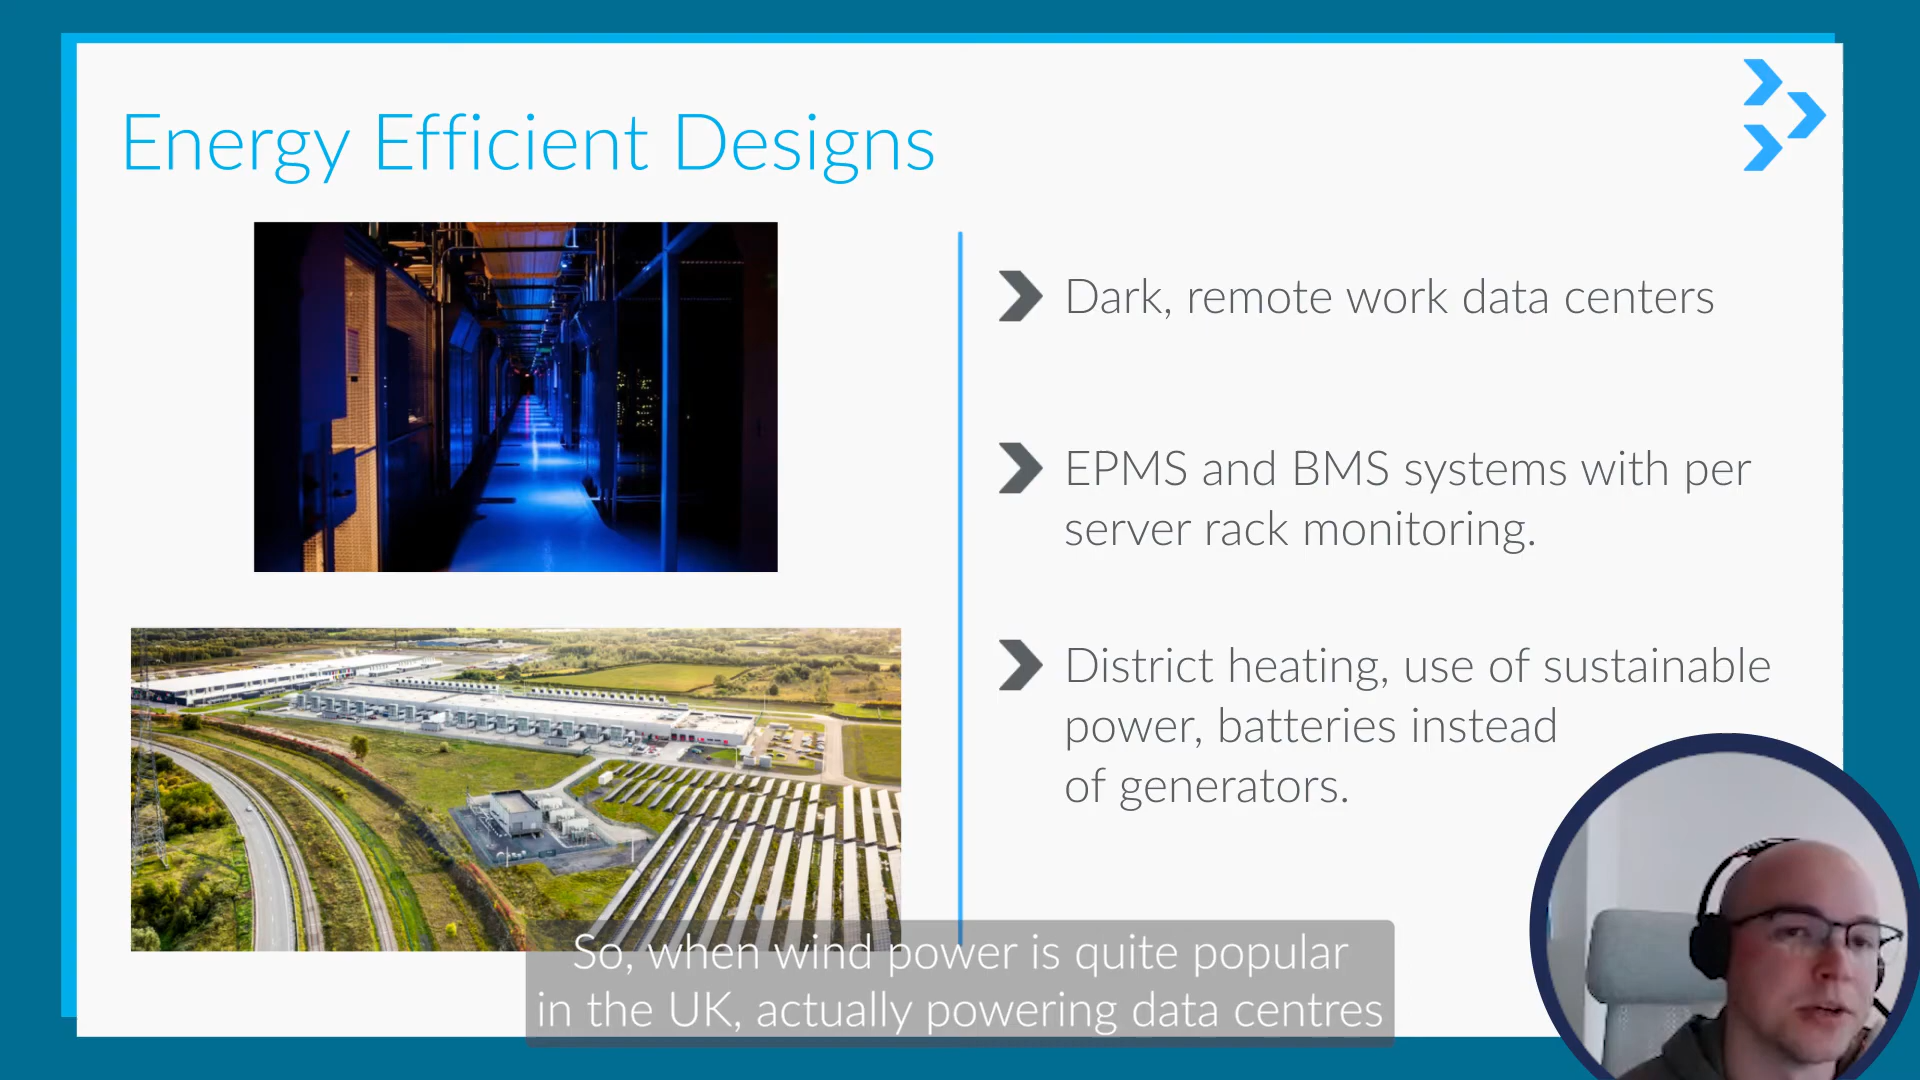 Energy Efficient Designs
Dark, remote work data centers
EPMS and BMS systems with per
server rack monitoring.
District heating, use of sustainable
power, batteries instead
of generators.
So, when wind power is quite popular
in the UK, actually powering data centres